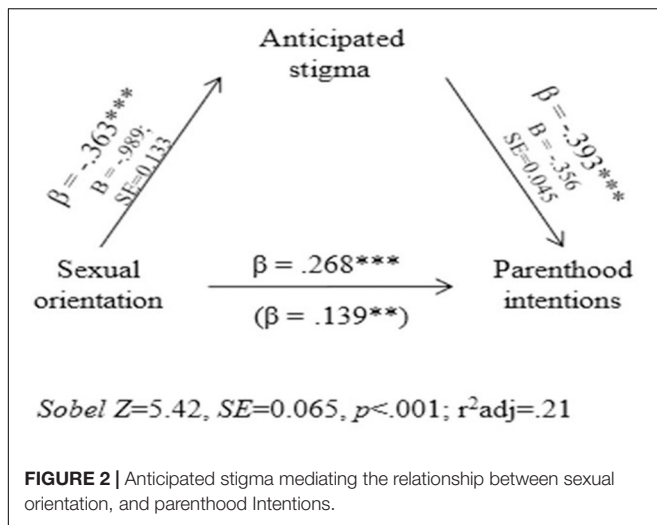 Anticipated
stigma
β = -.363***
B = -.989;
SE=0.133
β = -.393***
B = -.356
SE=0.045
Sexual
orientation
β = .268***
(β = .139**)
Parenthood
intentions
Sobel Z=5.42, SE=0.065, p<.001; r²adj=.21
FIGURE 2 | Anticipated stigma mediating the relationship between sexual
orientation, and parenthood Intentions.